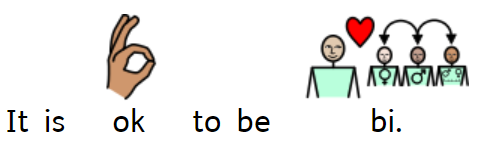 It is ok to be bi.